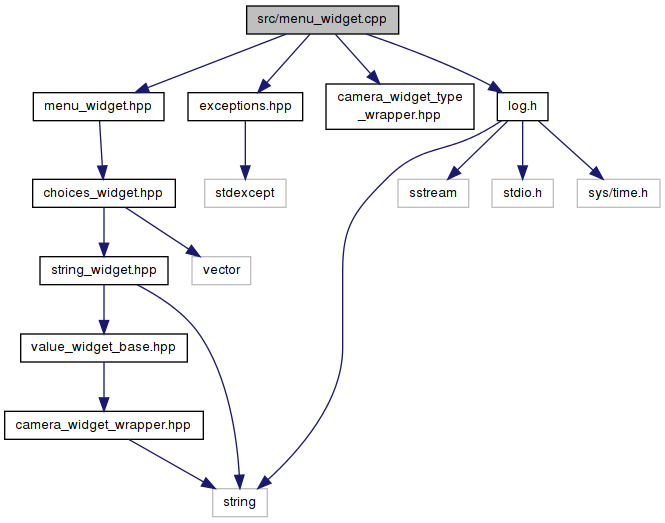 src/menu_widget.cpp
menu_widget.hpp
exceptions.hpp
camera_widget_type
_wrapper.hpp
log.h
choices_widget.hpp
stdexcept
sstream
stdio.h
sys/time.h
string_widget.hpp
vector
value_widget_base.hpp
camera_widget_wrapper.hpp
string